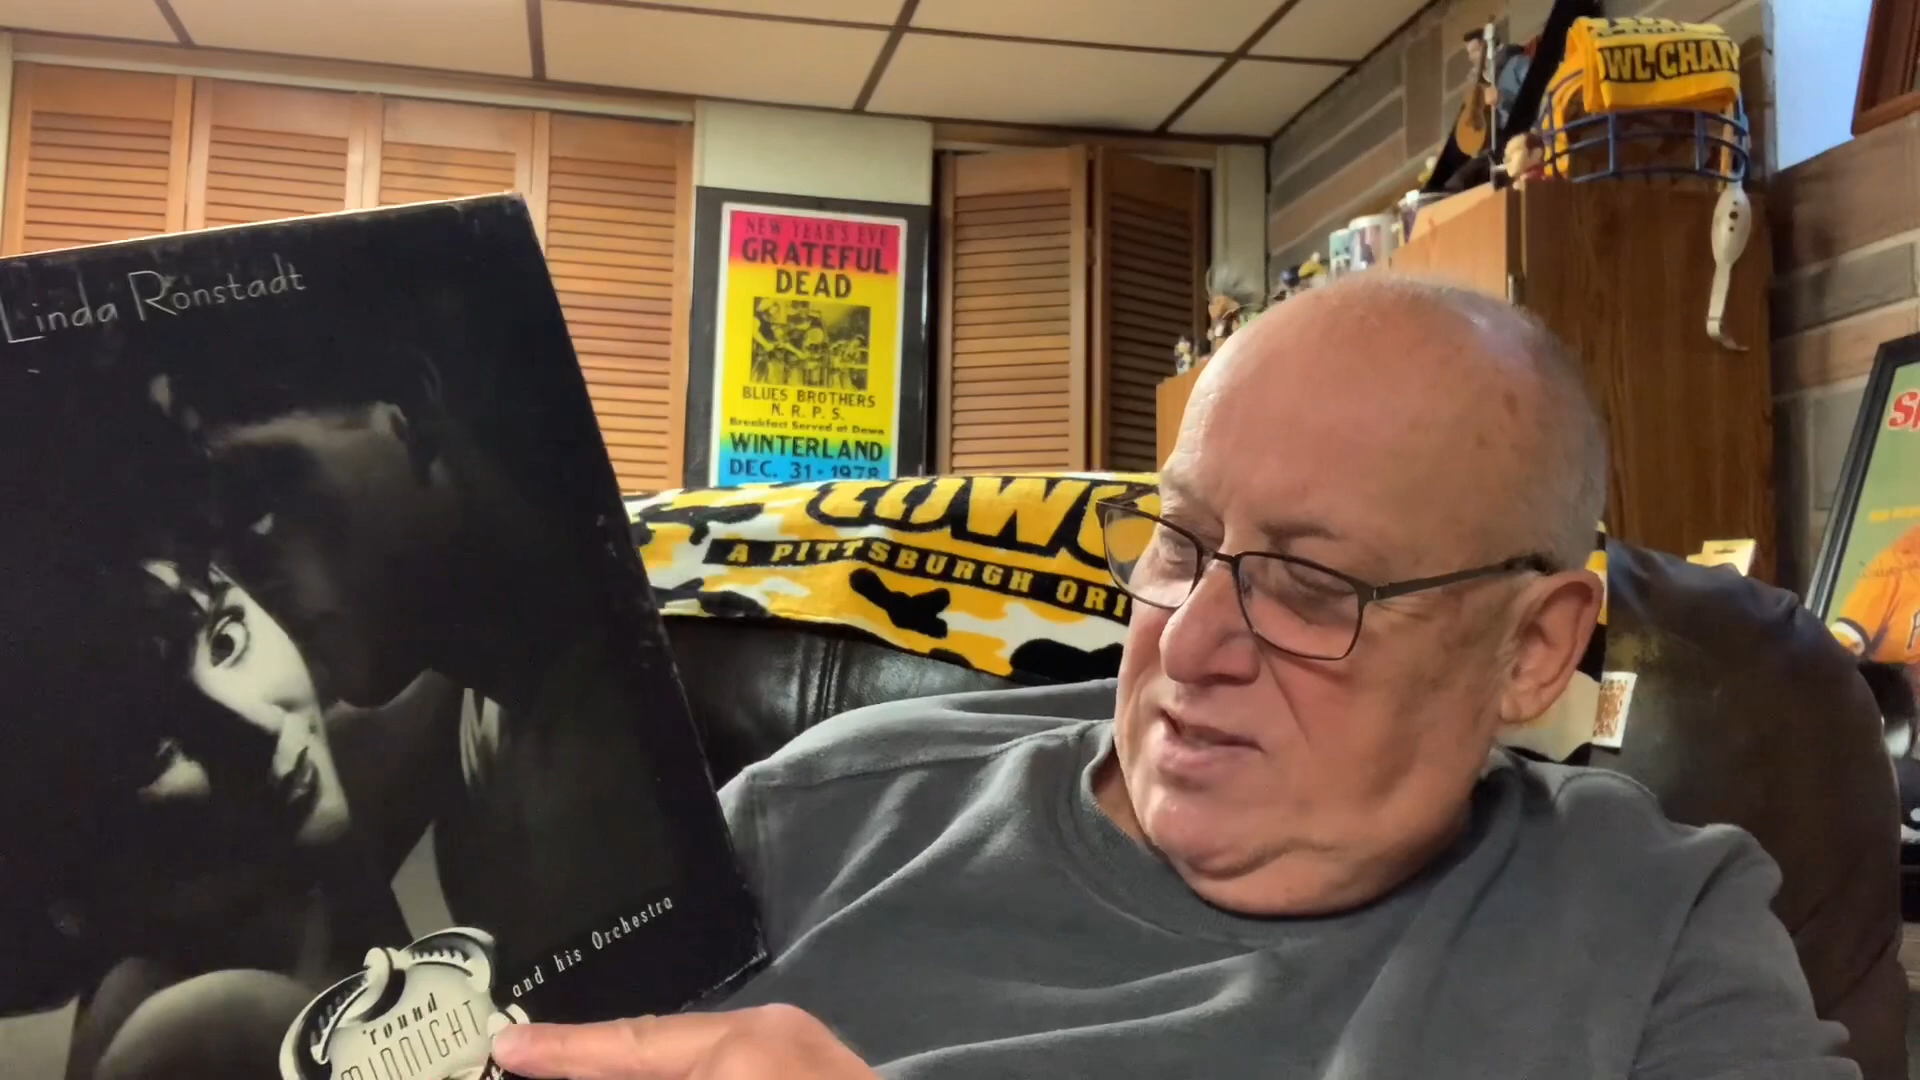 Linda Ronstadt
and his Orchestra
'round
MIDNIGHT
NEW YEAR'S EVE
GRATEFUL
DEAD
BLUES BROTHERS
N. R. P. S.
Breakfast Served at Dawn
WINTERLAND
DEC. 31 - 1978
A PITTSBURGH ORI
OWL CHAM